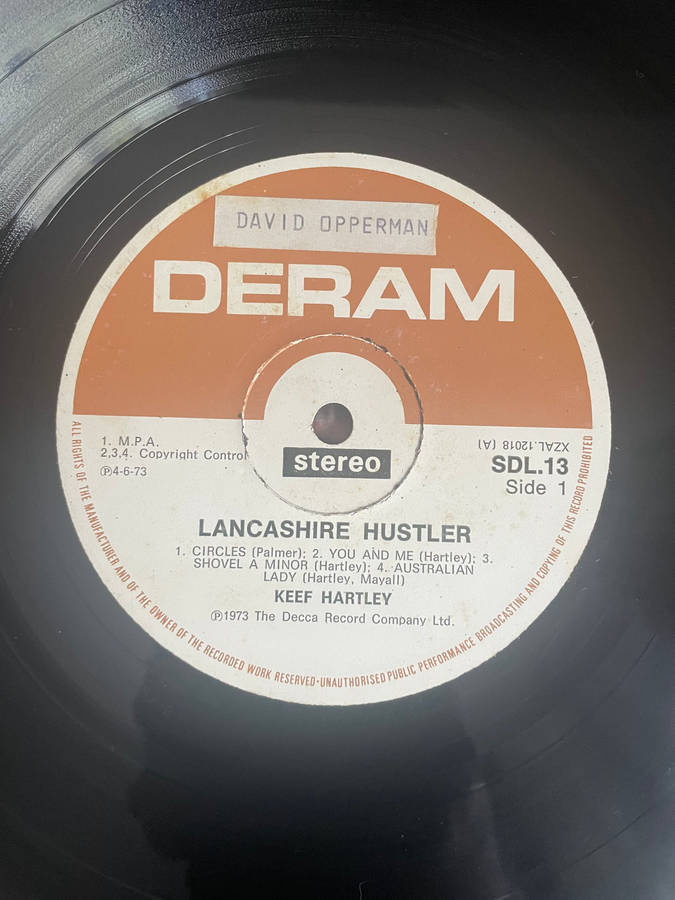 DAVID OPPERMAN
DERAM
1. M.P.A.
2,3,4. Copyright Control
Ⓟ4-6-73
XZAL.12018 (A)
SDL.13
Side 1
stereo
LANCASHIRE HUSTLER
1. CIRCLES (Palmer); 2. YOU AND ME (Hartley); 3.
SHOVEL A MINOR (Hartley); 4. AUSTRALIAN
LADY (Hartley, Mayall)
KEEF HARTLEY
Ⓟ1973 The Decca Record Company Ltd.
ALL RIGHTS OF THE MANUFACTURER AND OF THE OWNER OF THE RECORDED WORK RESERVED·UNAUTHORISED PUBLIC PERFORMANCE BROADCASTING AND COPYING OF THIS RECORD PROHIBITED